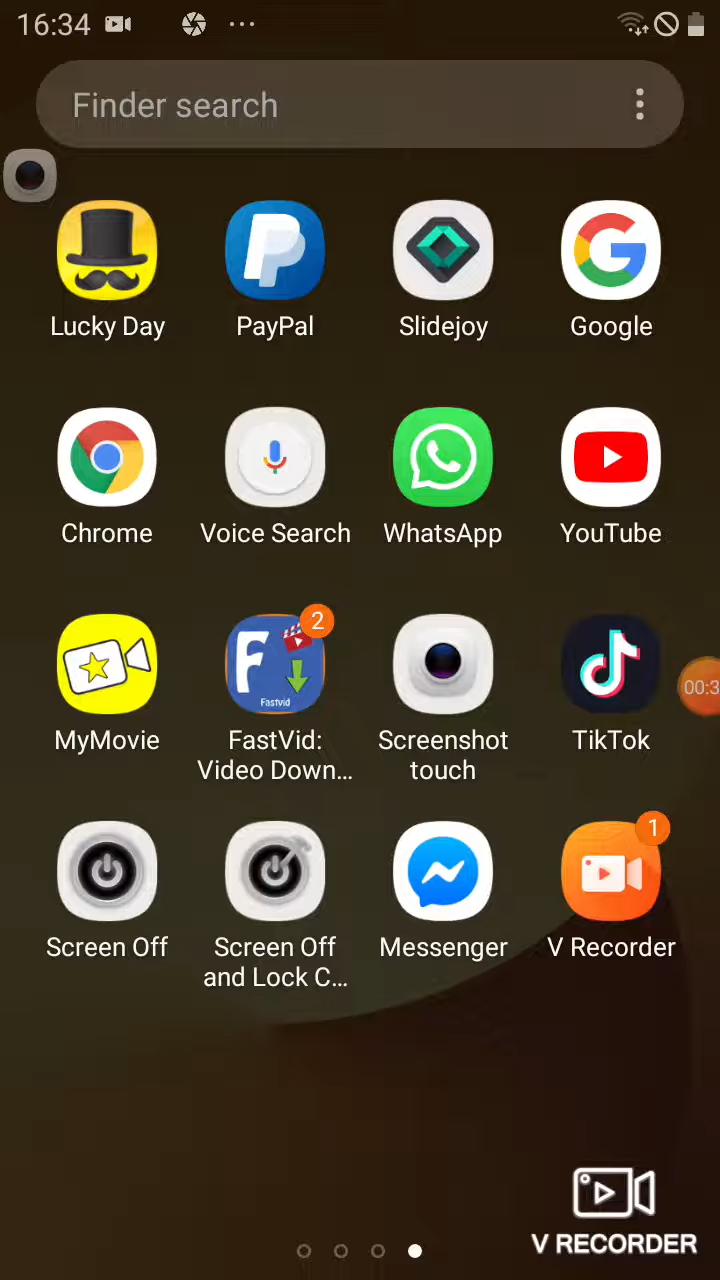 16:34
Finder search
Lucky Day
PayPal
Slidejoy
Google
Chrome
Voice Search
WhatsApp
YouTube
2
Fastvid
MyMovie
FastVid:
Video Down...
Screenshot
touch
TikTok
00:3
1
Screen Off
Screen Off
and Lock C...
Messenger
V Recorder
V RECORDER